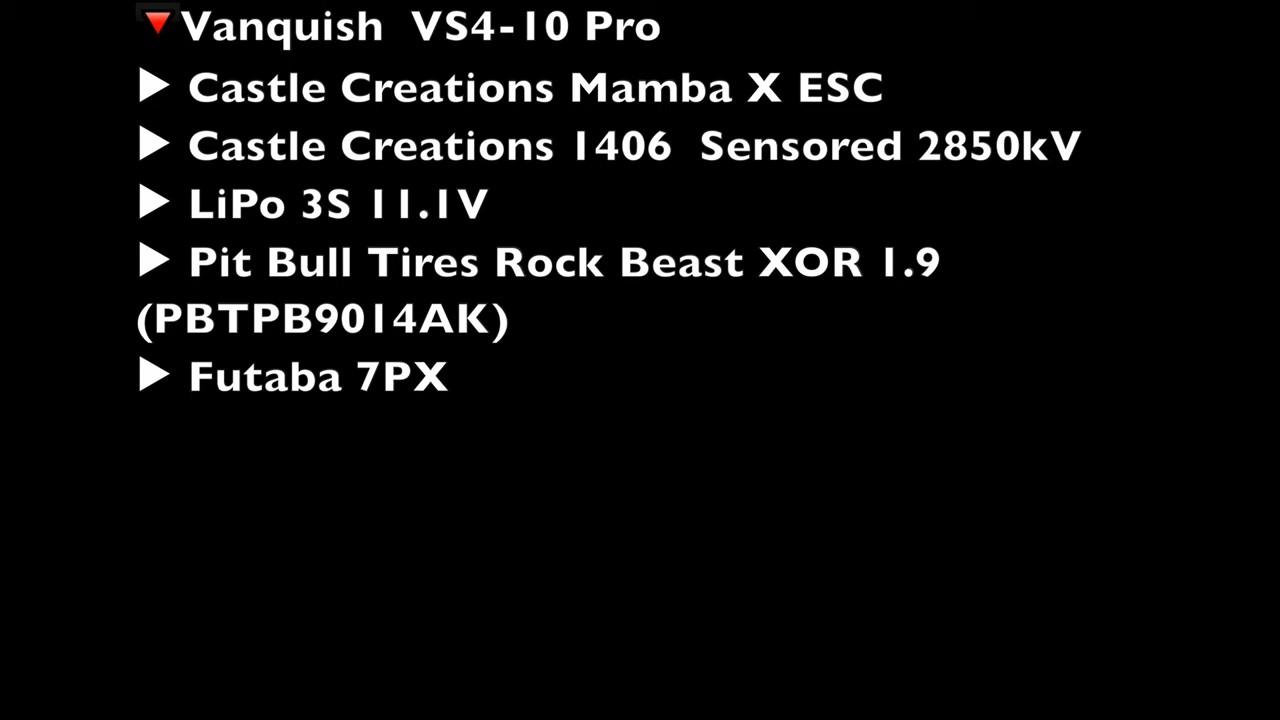 🔻Vanquish  VS4-10 Pro
▶ Castle Creations Mamba X ESC
▶ Castle Creations 1406  Sensored 2850kV
▶ LiPo 3S 11.1V
▶ Pit Bull Tires Rock Beast XOR 1.9
(PBTPB9014AK)
▶ Futaba 7PX